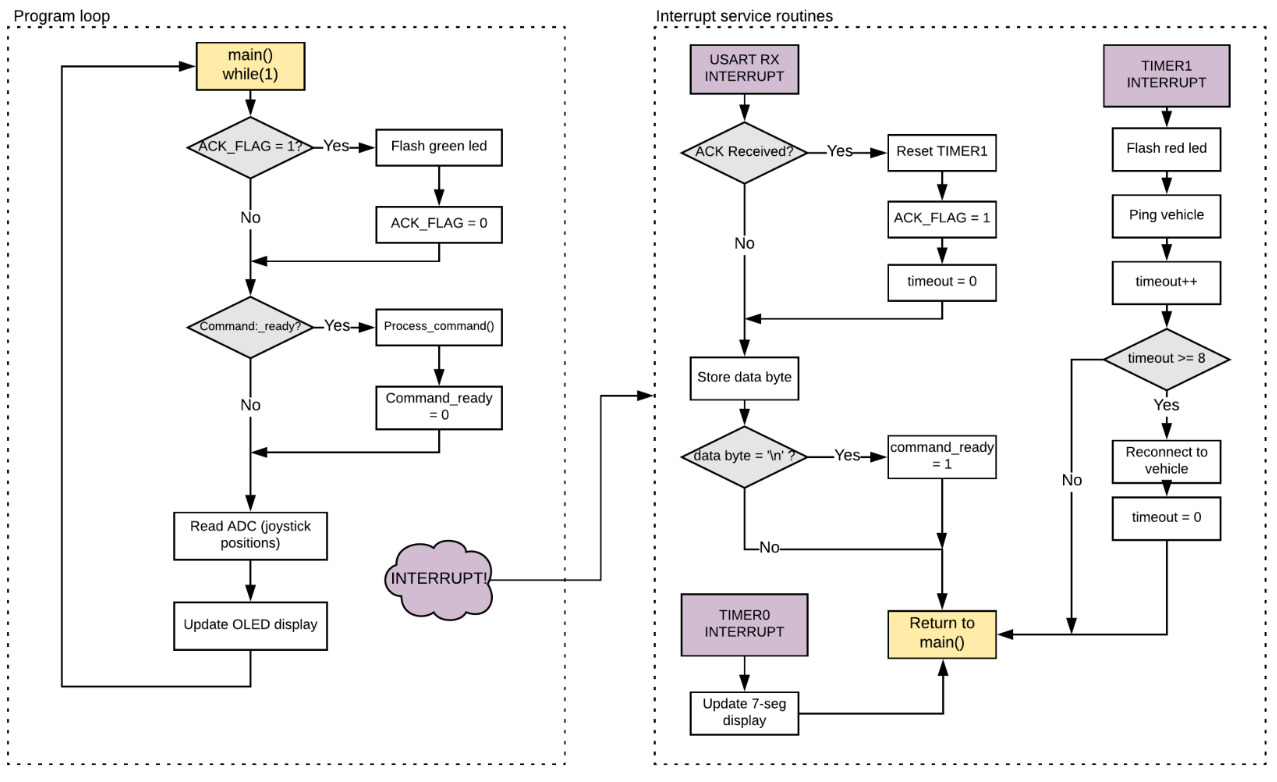 Program loop
main()
while(1)
ACK_FLAG = 1?
Yes
Flash green led
ACK_FLAG = 0
No
Command:_ready?
Yes
Process_command()
Command_ready
= 0
No
Read ADC (joystick
positions)
Update OLED display
INTERRUPT!
Interrupt service routines
USART RX
INTERRUPT
ACK Received?
Yes
Reset TIMER1
ACK_FLAG = 1
timeout = 0
No
Store data byte
data byte = '\n' ?
Yes
command_ready
= 1
No
TIMER0
INTERRUPT
Update 7-seg
display
Return to
main()
TIMER1
INTERRUPT
Flash red led
Ping vehicle
timeout++
timeout >= 8
Yes
Reconnect to
vehicle
timeout = 0
No